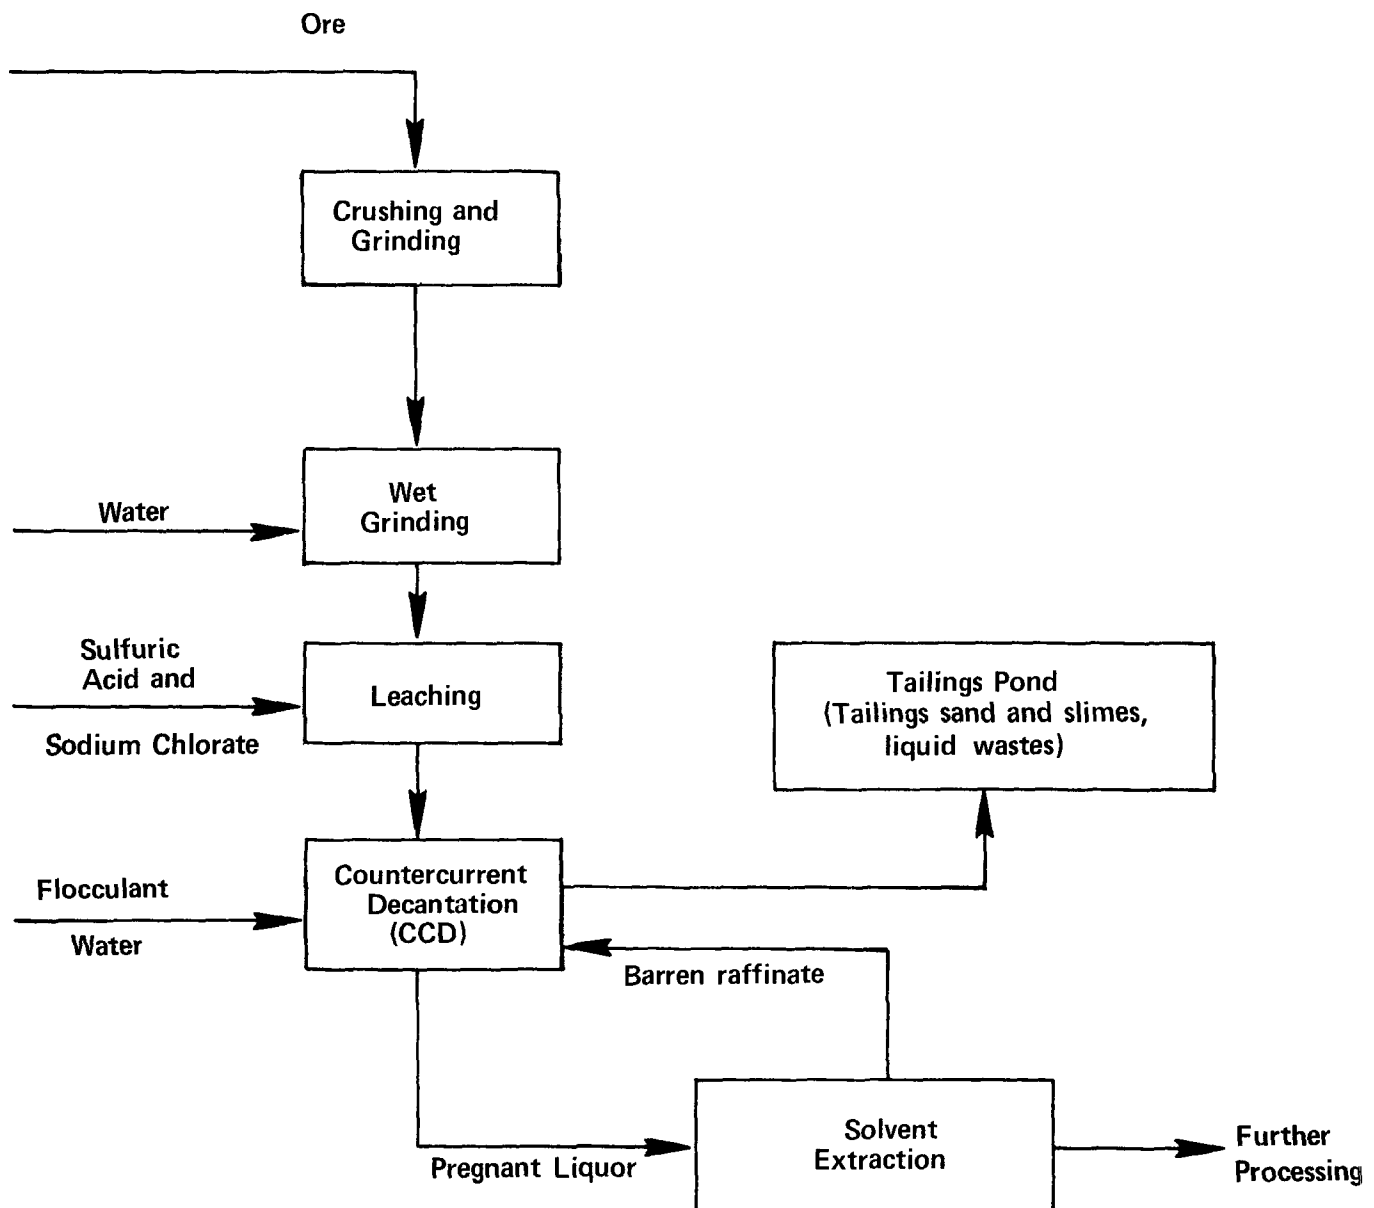 Ore
Crushing and
Grinding
Wet
Grinding
Water
Sulfuric
Acid and
Sodium Chlorate
Leaching
Tailings Pond
(Tailings sand and slimes,
liquid wastes)
Countercurrent
Decantation
(CCD)
Flocculant
Water
Barren raffinate
Pregnant Liquor
Solvent
Extraction
Further
Processing